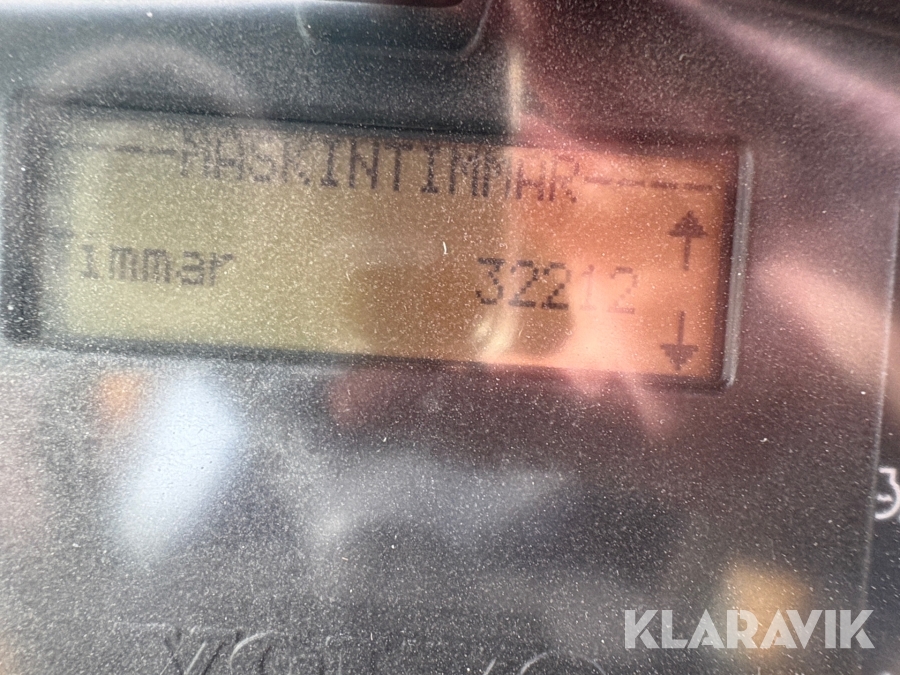 ----MASKINTIMMAR-----
Timmar 32212
KLARAVIK